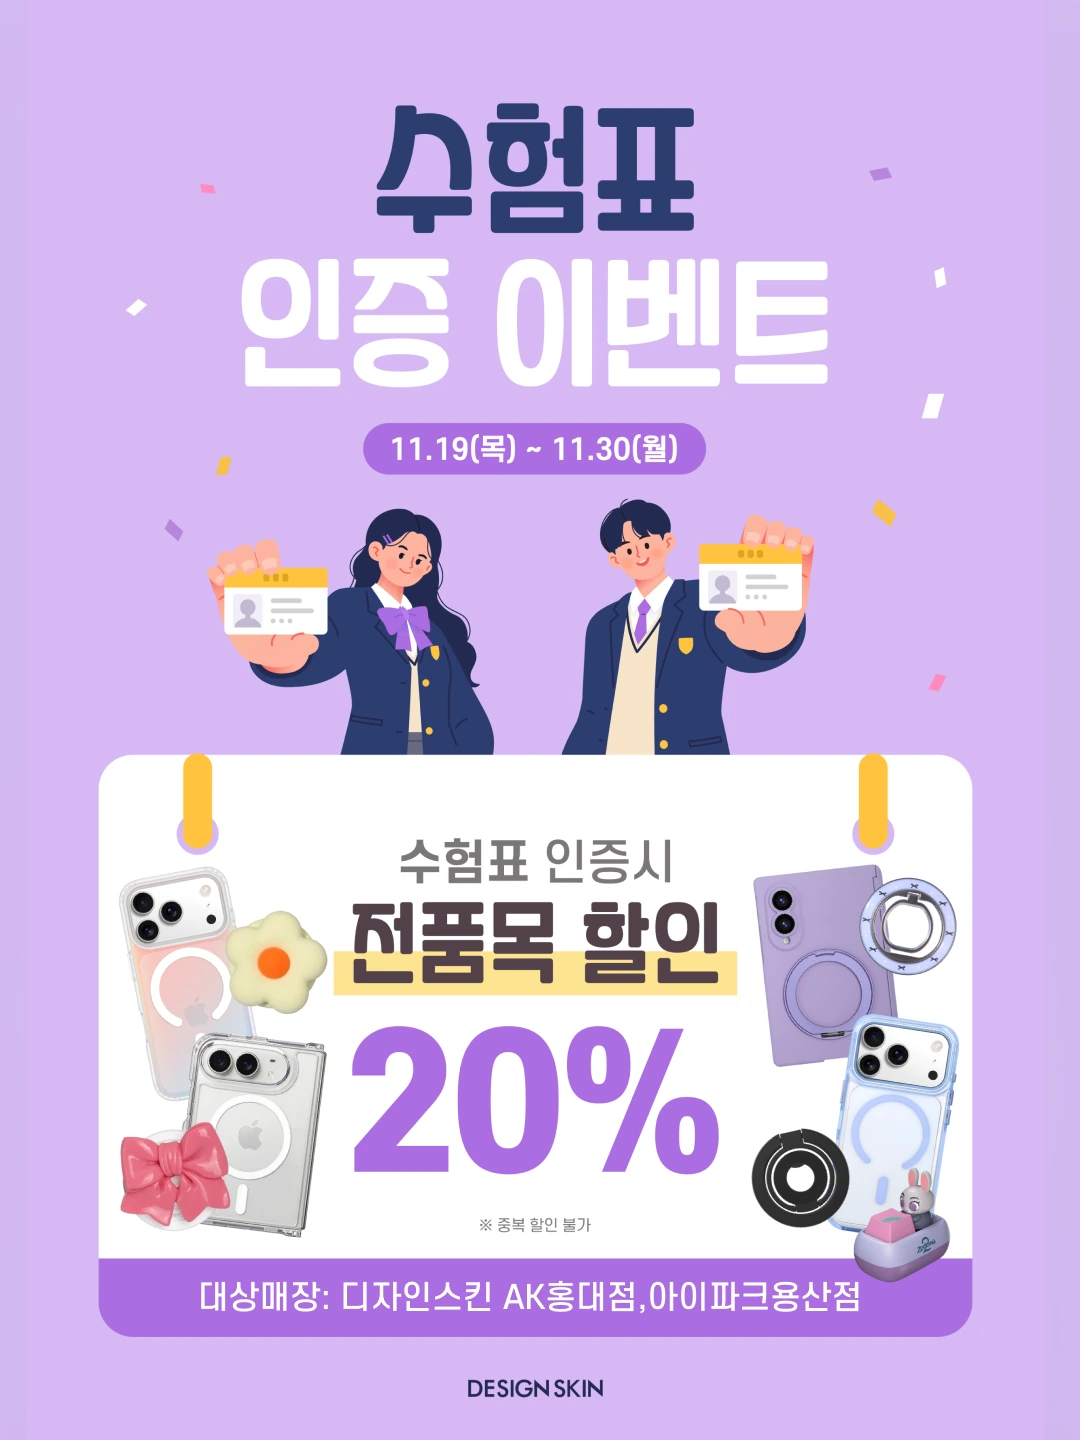 수험표
인증 이벤트
11.19(목) ~ 11.30(월)
수험표 인증시
전품목 할인
20%
※ 중복 할인 불가
대상매장: 디자인스킨 AK홍대점,아이파크용산점
DESIGN SKIN